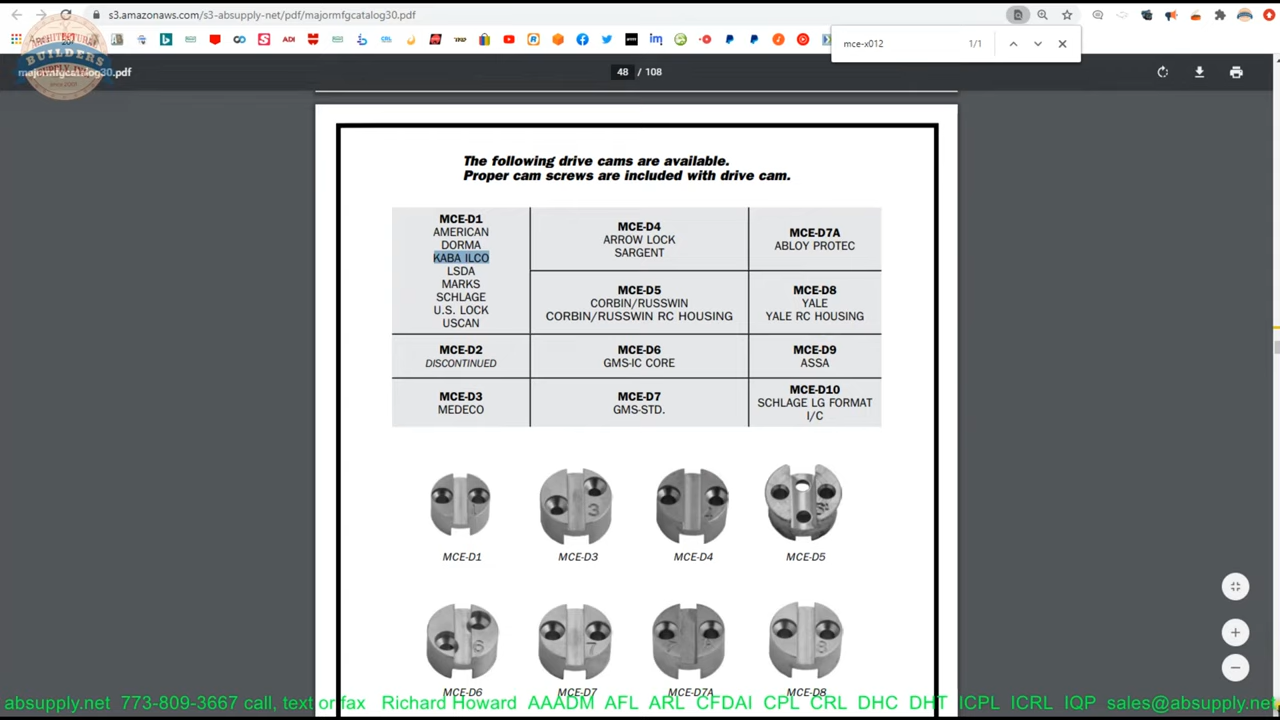 s3.amazonaws.com/s3-absupply-net/pdf/majormfgcatalog30.pdf
mce-x012
1/1
ARCHITECTURAL
BUILDERS
SUPPLY, INC.
majormfgcatalog30.pdf
48 / 108
The following drive cams are available.
Proper cam screws are included with drive cam.
MCE-D1
AMERICAN
DORMA
KABA ILCO
LSDA
MARKS
SCHLAGE
U.S. LOCK
USCAN
MCE-D4
ARROW LOCK
SARGENT
MCE-D7A
ABLOY PROTEC
MCE-D5
CORBIN/RUSSWIN
CORBIN/RUSSWIN RC HOUSING
MCE-D8
YALE
YALE RC HOUSING
MCE-D2
DISCONTINUED
MCE-D6
GMS-IC CORE
MCE-D9
ASSA
MCE-D3
MEDECO
MCE-D7
GMS-STD.
MCE-D10
SCHLAGE LG FORMAT
I/C
MCE-D1
MCE-D3
MCE-D4
MCE-D5
MCE-D6
MCE-D7
MCE-D7A
MCE-D8
absupply.net 773-809-3667 call, text or fax Richard Howard AAADM AFL ARL CFDAI CPL CRL DHC DHT ICPL ICRL IQP sales@absupply.net